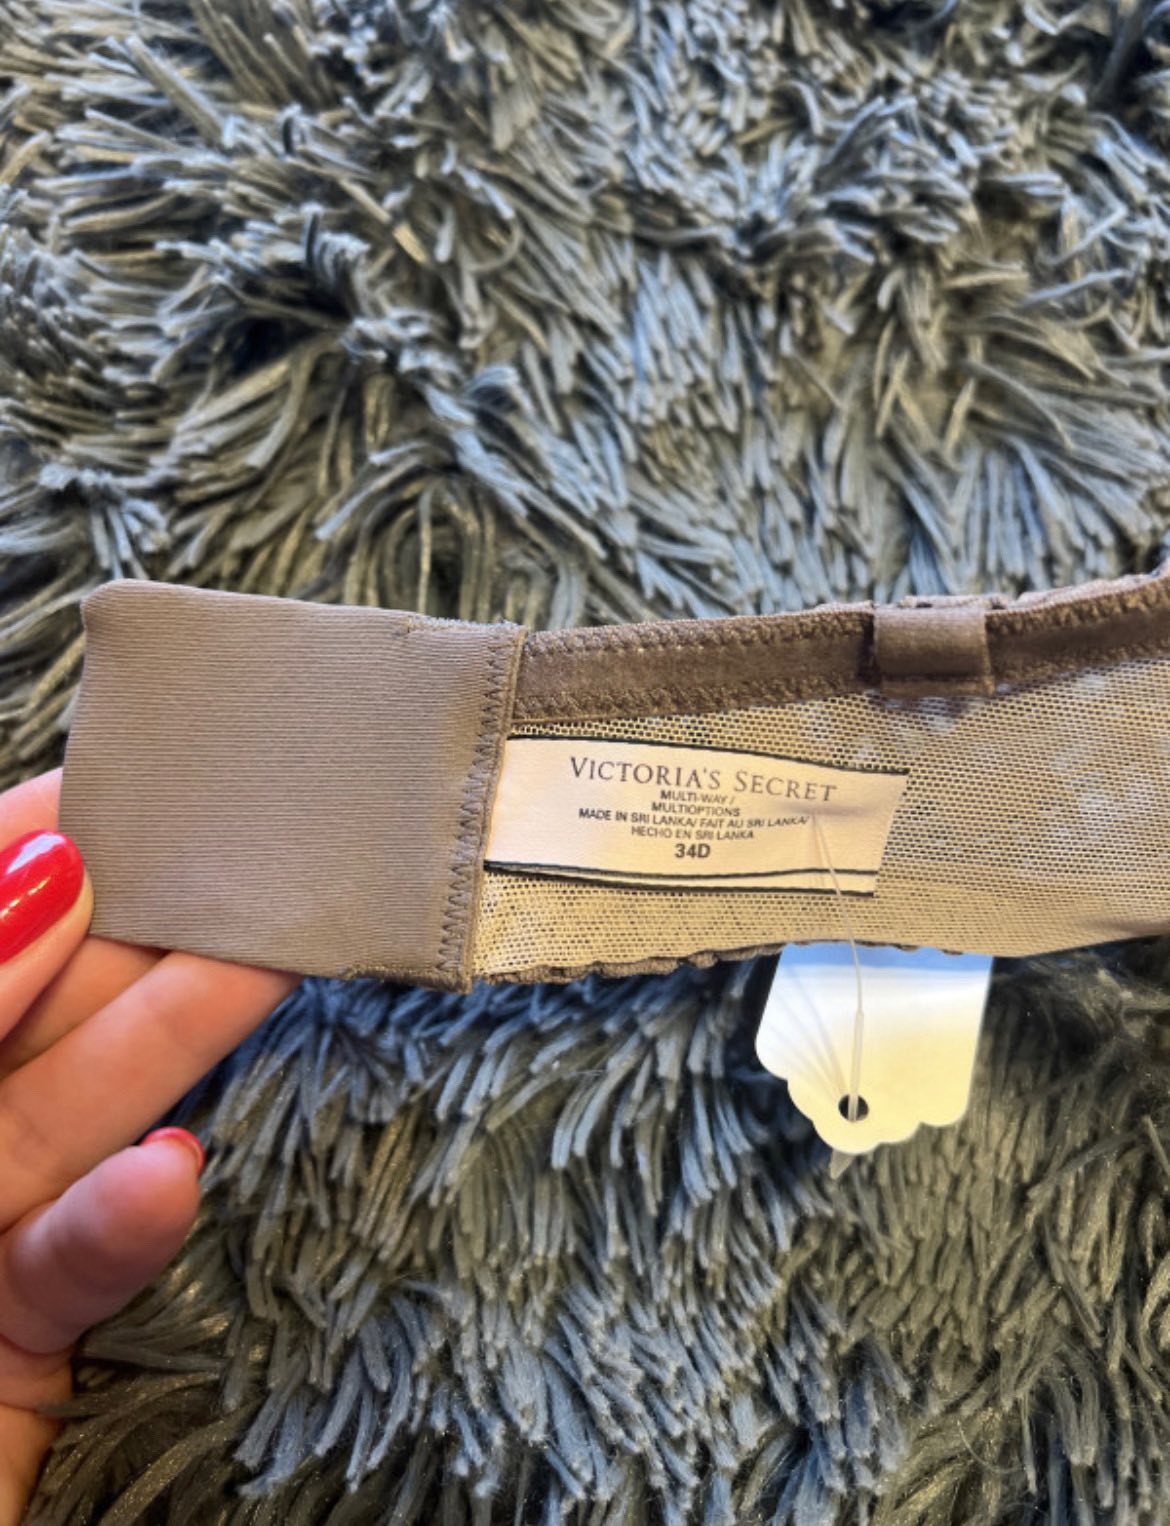 VICTORIA'S SECRET
MULTI-WAY /
MULTIOPTIONS
MADE IN SRI LANKA/ FAIT AU SRI LANKA/
HECHO EN SRI LANKA
34D